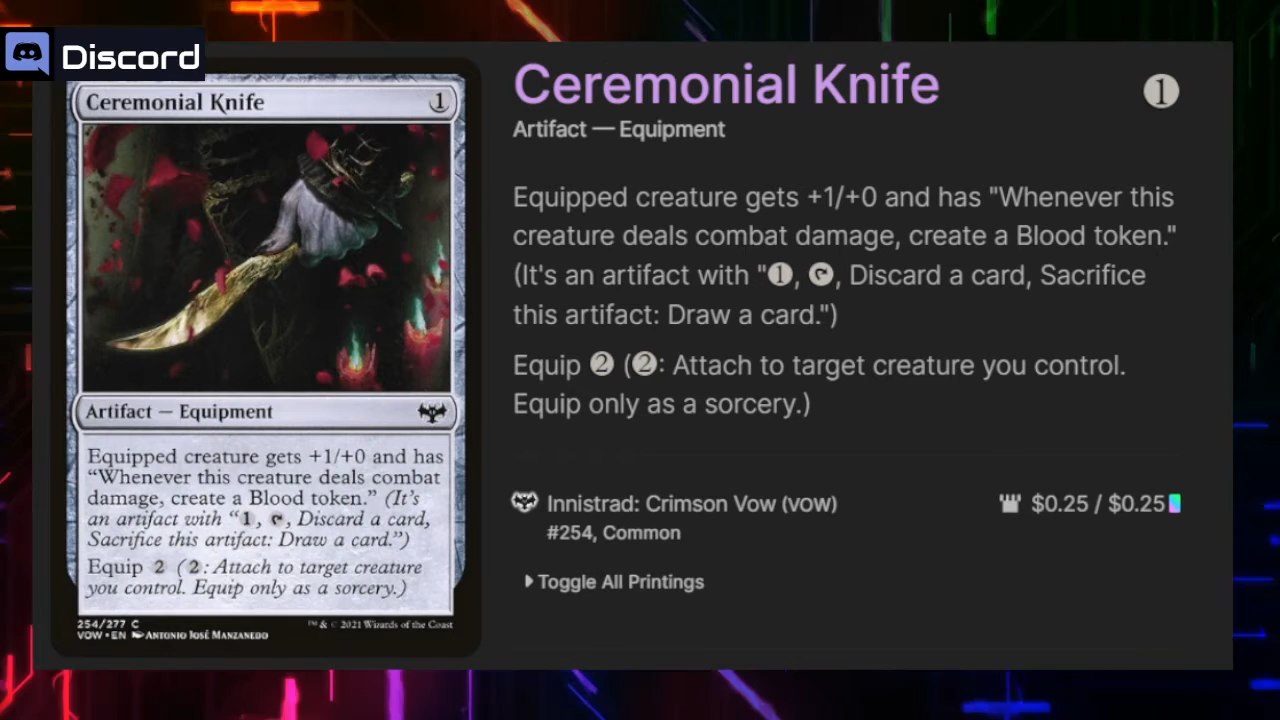 Discord
Ceremonial Knife 1
Artifact — Equipment
Equipped creature gets +1/+0 and has
“Whenever this creature deals combat
damage, create a Blood token.” (It’s
an artifact with “1, , Discard a card,
Sacrifice this artifact: Draw a card.”)
Equip 2 (2: Attach to target creature
you control. Equip only as a sorcery.)
254/277 C
VOW • EN Antonio José Manzanedo
™ & © 2021 Wizards of the Coast
Ceremonial Knife 1
Artifact — Equipment
Equipped creature gets +1/+0 and has "Whenever this
creature deals combat damage, create a Blood token."
(It's an artifact with "1, , Discard a card, Sacrifice
this artifact: Draw a card.")
Equip 2 (2: Attach to target creature you control.
Equip only as a sorcery.)
Innistrad: Crimson Vow (VOW) $0.25 / $0.25
#254, Common
Toggle All Printings